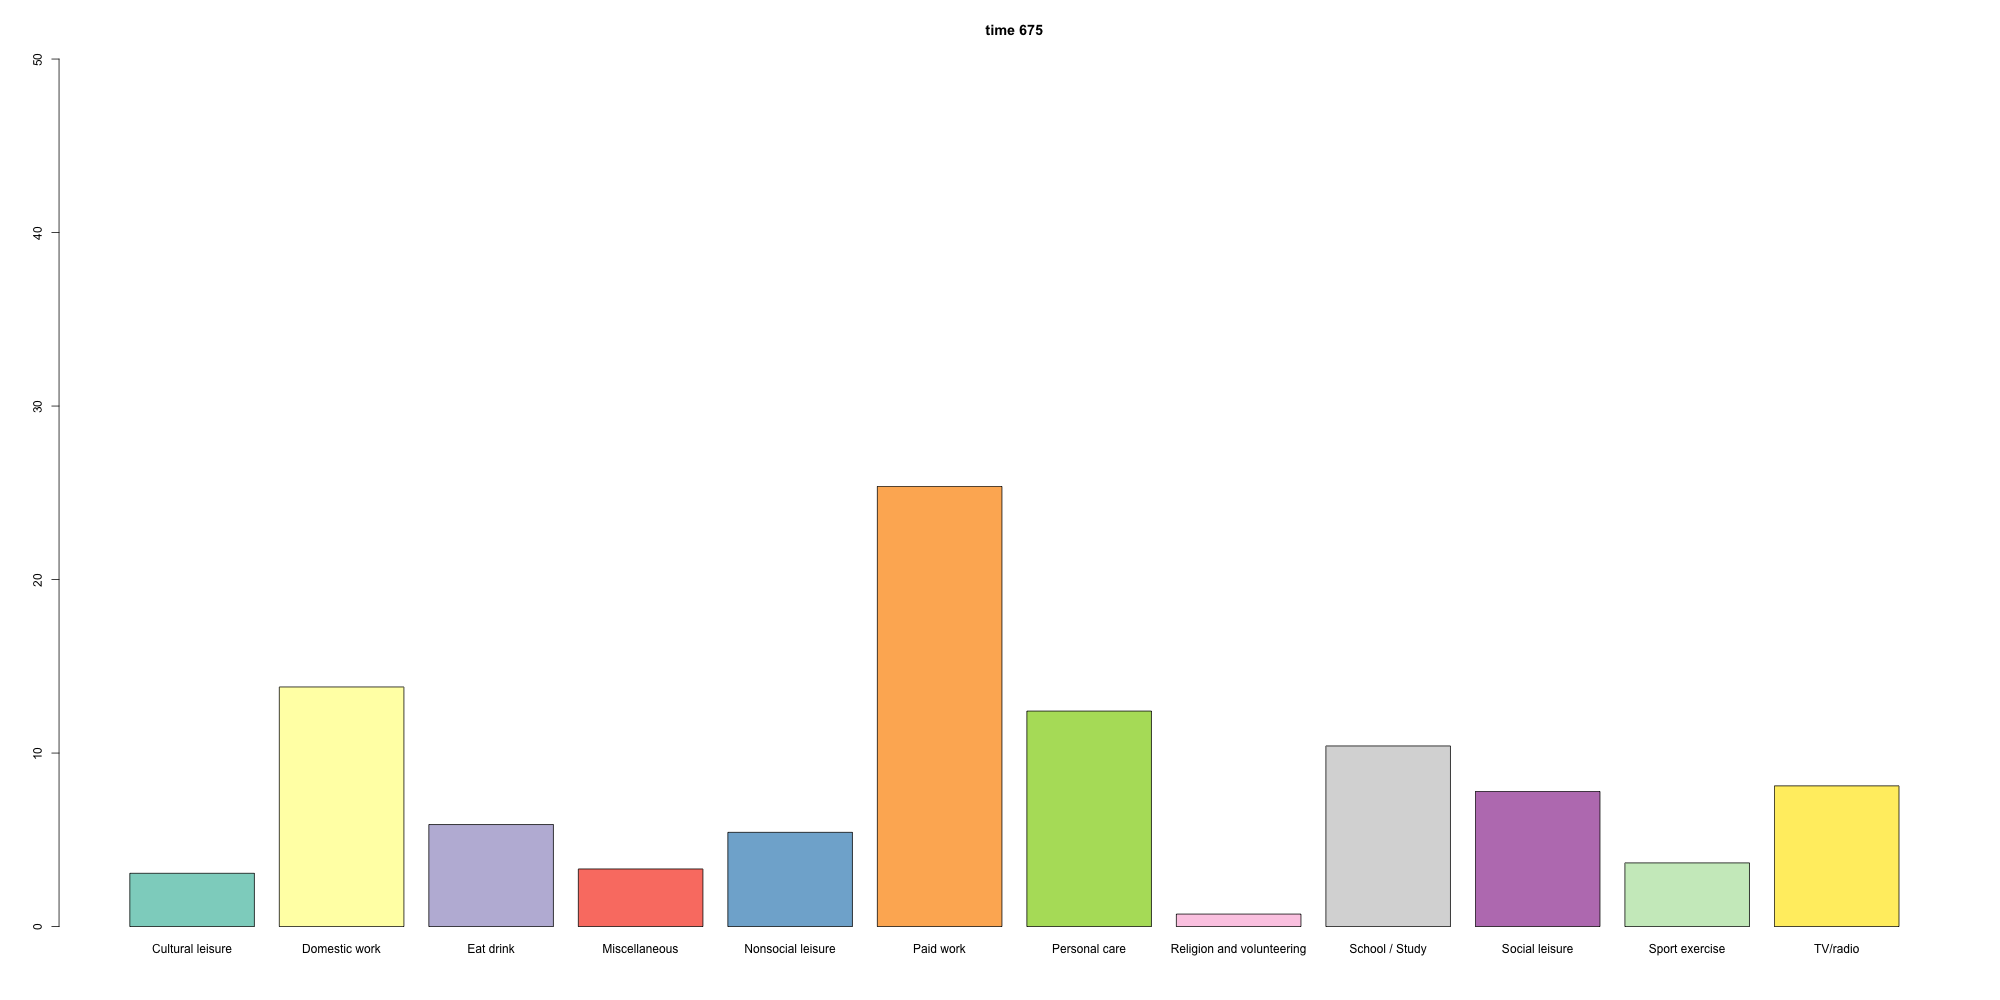 time 675
50
40
30
20
10
0
Cultural leisure
Domestic work
Eat drink
Miscellaneous
Nonsocial leisure
Paid work
Personal care
Religion and volunteering
School / Study
Social leisure
Sport exercise
TV/radio